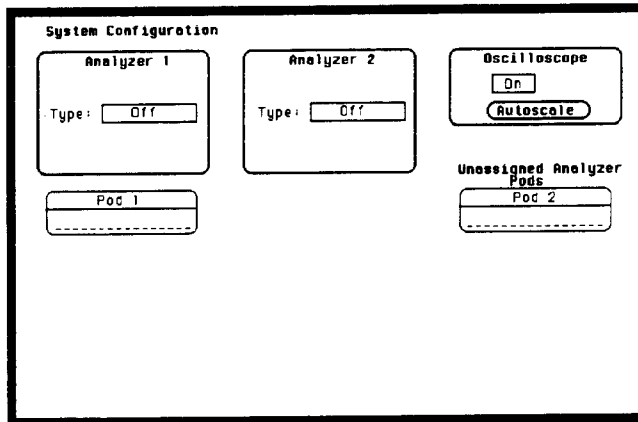 System Configuration
Analyzer 1
Type: Off
Analyzer 2
Type: Off
Oscilloscope
On
Autoscale
Pod 1
Unassigned Analyzer
Pods
Pod 2